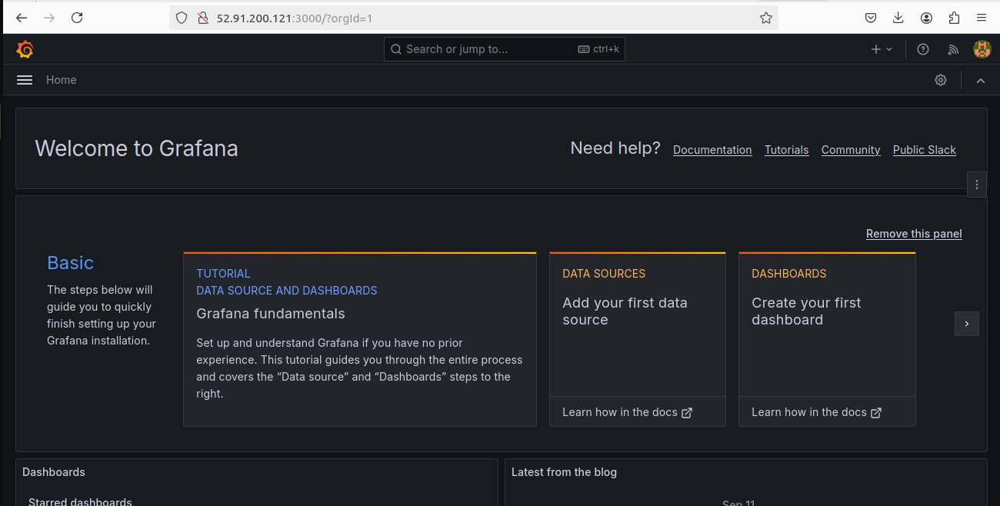 52.91.200.121:3000/?orgId=1
Search or jump to... ctrl+k
Home
Welcome to Grafana
Need help? Documentation Tutorials Community Public Slack
Remove this panel
Basic
The steps below will
guide you to quickly
finish setting up your
Grafana installation.
TUTORIAL
DATA SOURCE AND DASHBOARDS
Grafana fundamentals
Set up and understand Grafana if you have no prior
experience. This tutorial guides you through the entire process
and covers the “Data source” and “Dashboards” steps to the
right.
DATA SOURCES
Add your first data
source
Learn how in the docs
DASHBOARDS
Create your first
dashboard
Learn how in the docs
Dashboards
Starred dashboards
Latest from the blog
Sep 11